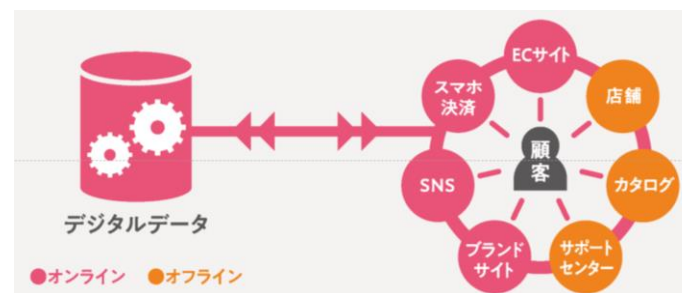 ECサイト
スマホ
決済
店舗
顧
客
SNS
カタログ
デジタルデータ
ブランド
サイト
サポート
センター
●オンライン ●オフライン